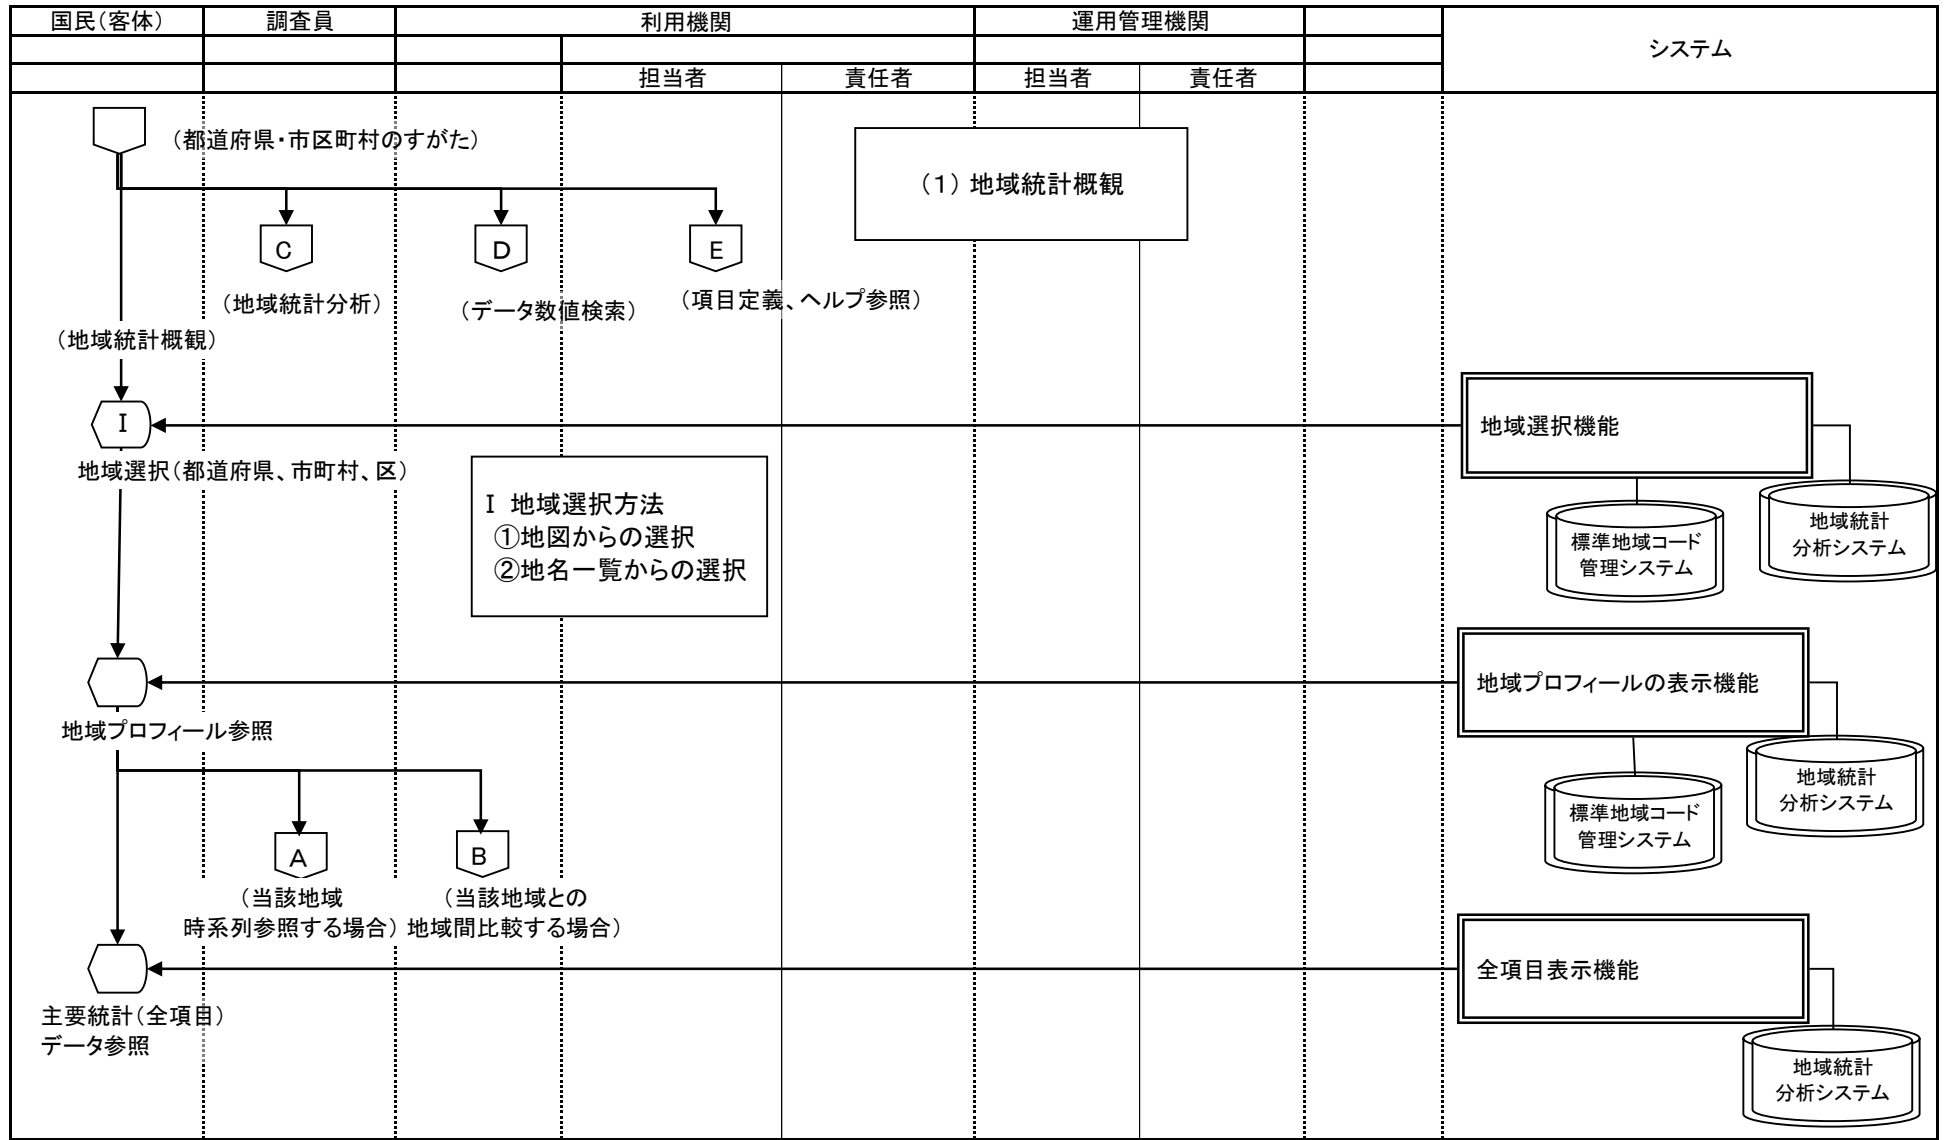 国民（客体）
調査員
利用機関
運用管理機関
システム
担当者
責任者
担当者
責任者
（都道府県・市区町村のすがた）
（１） 地域統計概観
C
D
E
（地域統計分析）
（データ数値検索）
（項目定義、ヘルプ参照）
（地域統計概観）
Ⅰ
地域選択機能
地域選択（都道府県、市町村、区）
Ⅰ 地域選択方法
①地図からの選択
②地名一覧からの選択
標準地域コード
管理システム
地域統計
分析システム
地域プロフィールの表示機能
地域プロフィール参照
標準地域コード
管理システム
地域統計
分析システム
A
B
（当該地域
時系列参照する場合）
（当該地域との
地域間比較する場合）
全項目表示機能
主要統計（全項目）
データ参照
地域統計
分析システム